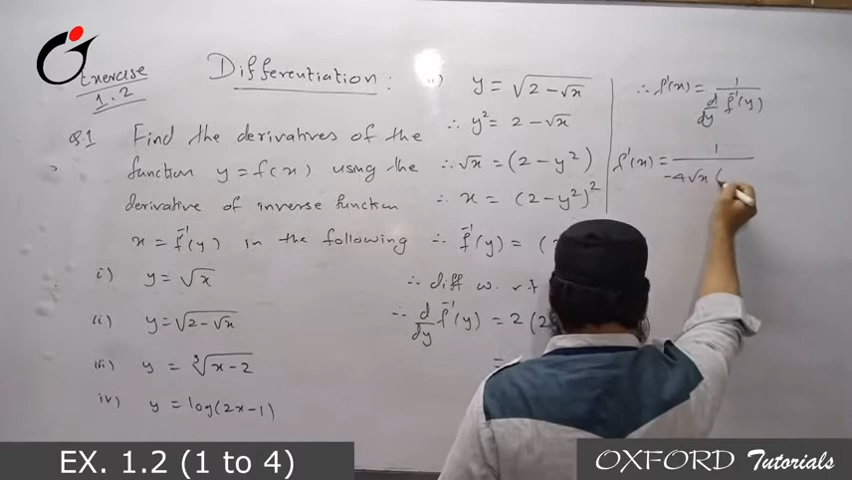 Exercise
1.2
Differentiation :
Q.1 Find the derivatives of the
function y = f(x) using the
derivative of inverse function
x = f⁻¹(y) in the following
i) y = √x
ii) y = √(2 - √x)
iii) y = ∛(x-2)
iv) y = log(2x-1)
ii) y = √(2 - √x)
∴ y² = 2 - √x
∴ √x = (2 - y²)
∴ x = (2 - y²)²
∴ f⁻¹(y) = (
∴ diff w. r. t
∴ d/dy f⁻¹(y) = 2 (2
=
∴ f'(x) = 1 / (d/dy f⁻¹(y))
f'(x) = 1 / (-4√x (
EX. 1.2 (1 to 4)
OXFORD Tutorials